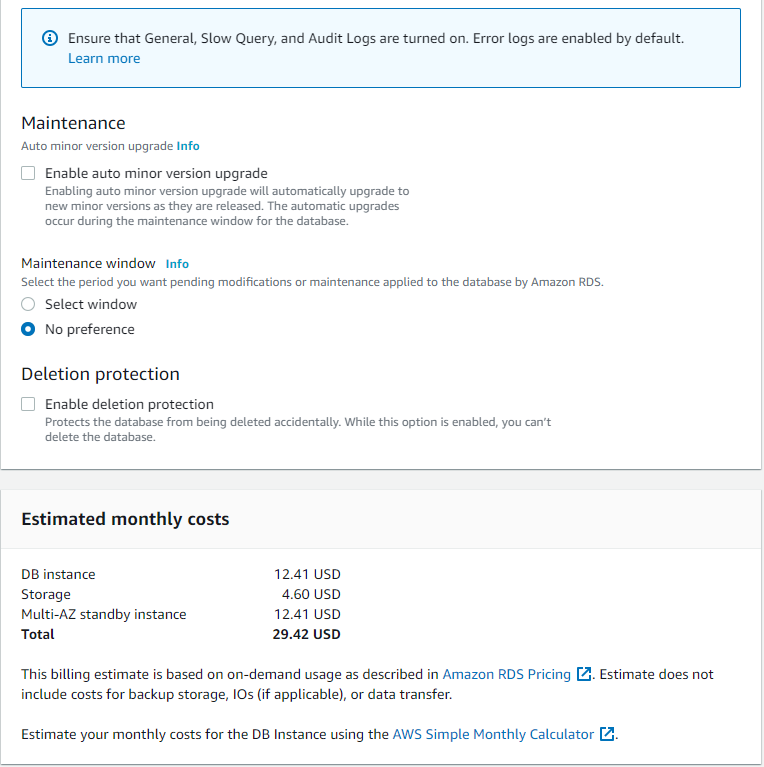 Ensure that General, Slow Query, and Audit Logs are turned on. Error logs are enabled by default.
Learn more
Maintenance
Auto minor version upgrade Info
Enable auto minor version upgrade
Enabling auto minor version upgrade will automatically upgrade to
new minor versions as they are released. The automatic upgrades
occur during the maintenance window for the database.
Maintenance window Info
Select the period you want pending modifications or maintenance applied to the database by Amazon RDS.
Select window
No preference
Deletion protection
Enable deletion protection
Protects the database from being deleted accidentally. While this option is enabled, you can't
delete the database.
Estimated monthly costs
DB instance 12.41 USD
Storage 4.60 USD
Multi-AZ standby instance 12.41 USD
Total 29.42 USD
This billing estimate is based on on-demand usage as described in Amazon RDS Pricing. Estimate does not
include costs for backup storage, IOs (if applicable), or data transfer.
Estimate your monthly costs for the DB Instance using the AWS Simple Monthly Calculator.